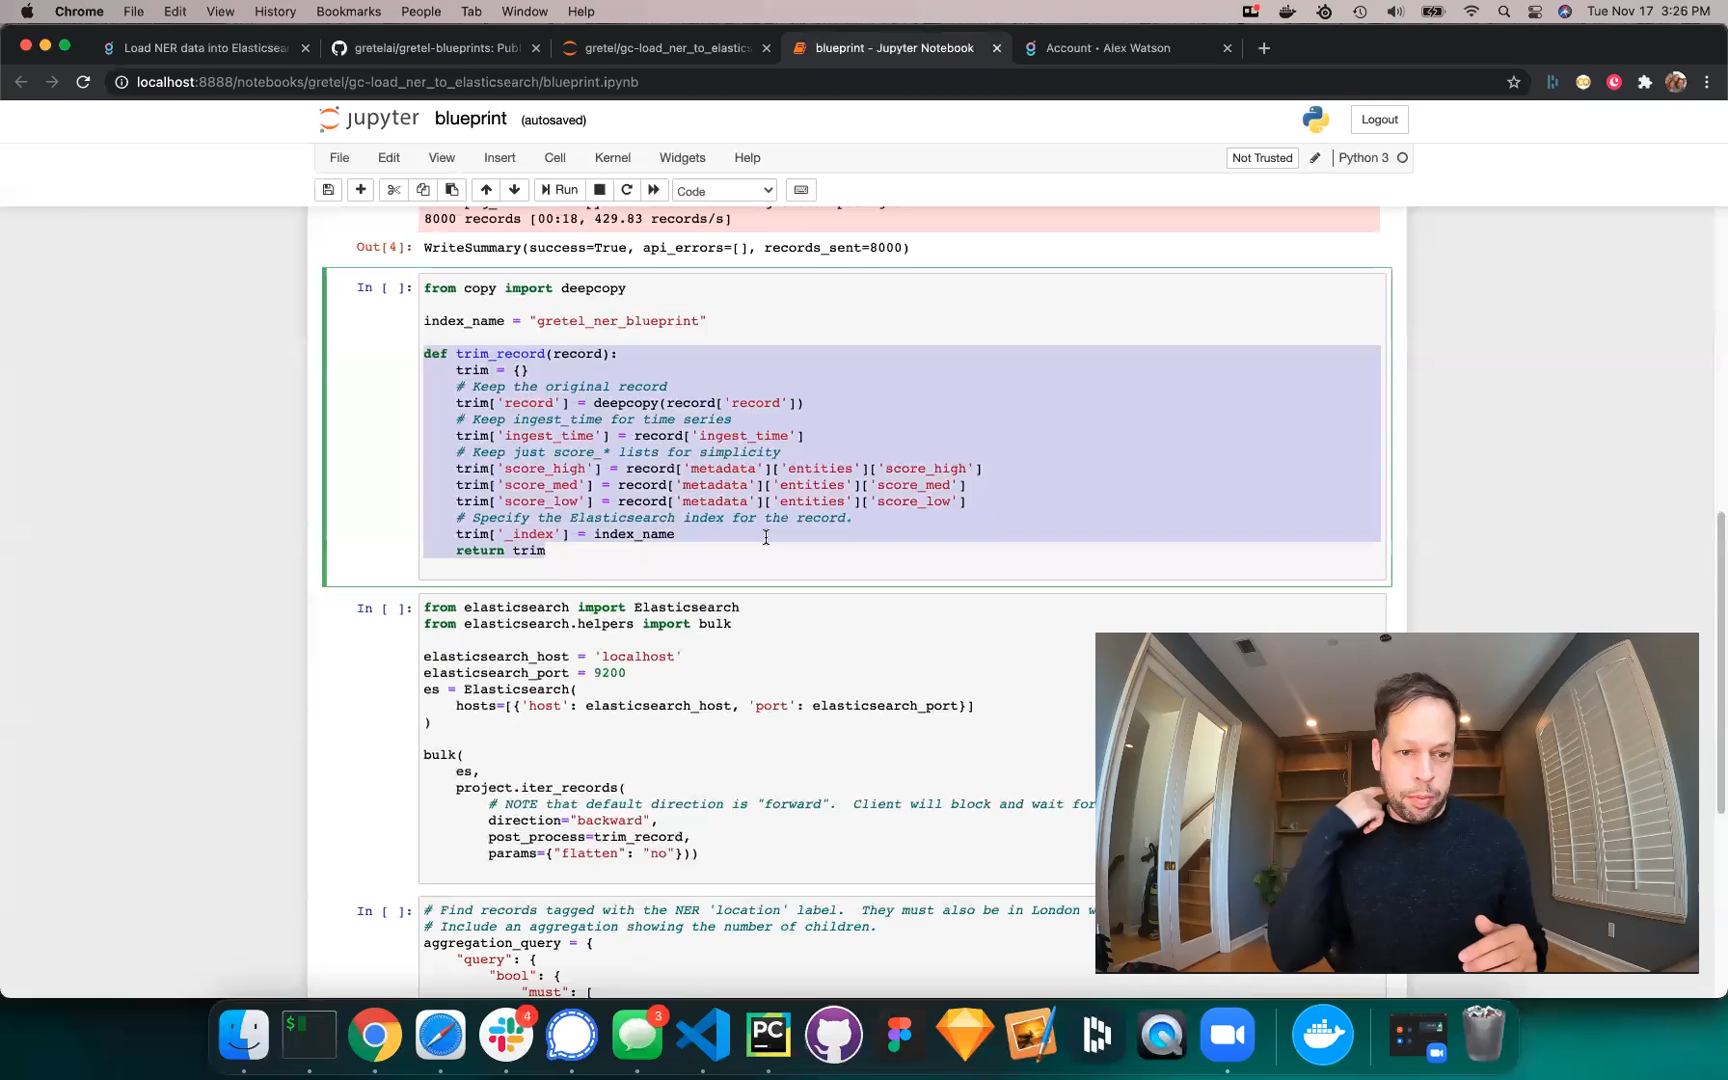 Chrome File Edit View History Bookmarks People Tab Window Help
Tue Nov 17 3:26 PM
Load NER data into Elasticsear
gretelai/gretel-blueprints: Publ
gretel/gc-load_ner_to_elastics
blueprint - Jupyter Notebook
Account • Alex Watson
localhost:8888/notebooks/gretel/gc-load_ner_to_elasticsearch/blueprint.ipynb
jupyter blueprint (autosaved)
Logout
File Edit View Insert Cell Kernel Widgets Help
Not Trusted
Python 3
Run
Code
8000 records [00:18, 429.83 records/s]
Out[4]: WriteSummary(success=True, api_errors=[], records_sent=8000)
In [ ]: from copy import deepcopy
index_name = "gretel_ner_blueprint"
def trim_record(record):
trim = {}
# Keep the original record
trim['record'] = deepcopy(record['record'])
# Keep ingest_time for time series
trim['ingest_time'] = record['ingest_time']
# Keep just score_* lists for simplicity
trim['score_high'] = record['metadata']['entities']['score_high']
trim['score_med'] = record['metadata']['entities']['score_med']
trim['score_low'] = record['metadata']['entities']['score_low']
# Specify the Elasticsearch index for the record.
trim['_index'] = index_name
return trim
In [ ]: from elasticsearch import Elasticsearch
from elasticsearch.helpers import bulk
elasticsearch_host = 'localhost'
elasticsearch_port = 9200
es = Elasticsearch(
hosts=[{'host': elasticsearch_host, 'port': elasticsearch_port}]
)
bulk(
es,
project.iter_records(
# NOTE that default direction is "forward". Client will block and wait for
direction="backward",
post_process=trim_record,
params={"flatten": "no"}))
In [ ]: # Find records tagged with the NER 'location' label. They must also be in London w
# Include an aggregation showing the number of children.
aggregation_query = {
"query": {
"bool": {
"must": [
$
4
3
PC